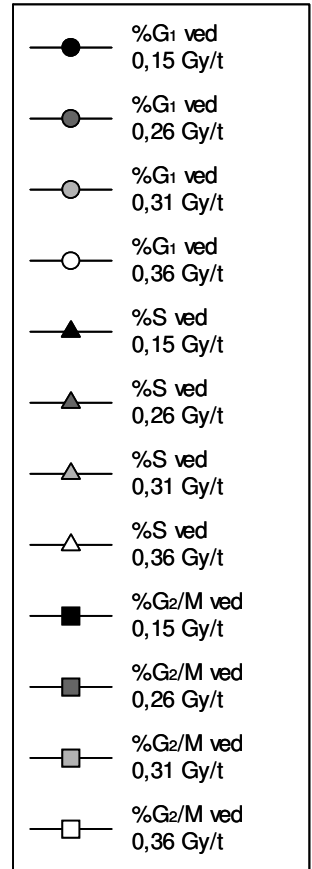 %G₁ ved
0,15 Gy/t
%G₁ ved
0,26 Gy/t
%G₁ ved
0,31 Gy/t
%G₁ ved
0,36 Gy/t
%S ved
0,15 Gy/t
%S ved
0,26 Gy/t
%S ved
0,31 Gy/t
%S ved
0,36 Gy/t
%G₂/M ved
0,15 Gy/t
%G₂/M ved
0,26 Gy/t
%G₂/M ved
0,31 Gy/t
%G₂/M ved
0,36 Gy/t